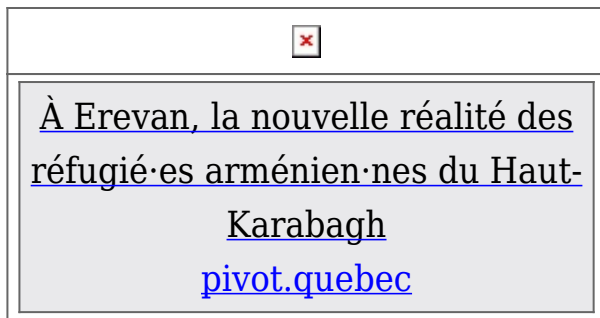 À Erevan, la nouvelle réalité des
réfugié·es arménien·nes du Haut-
Karabagh
pivot.quebec